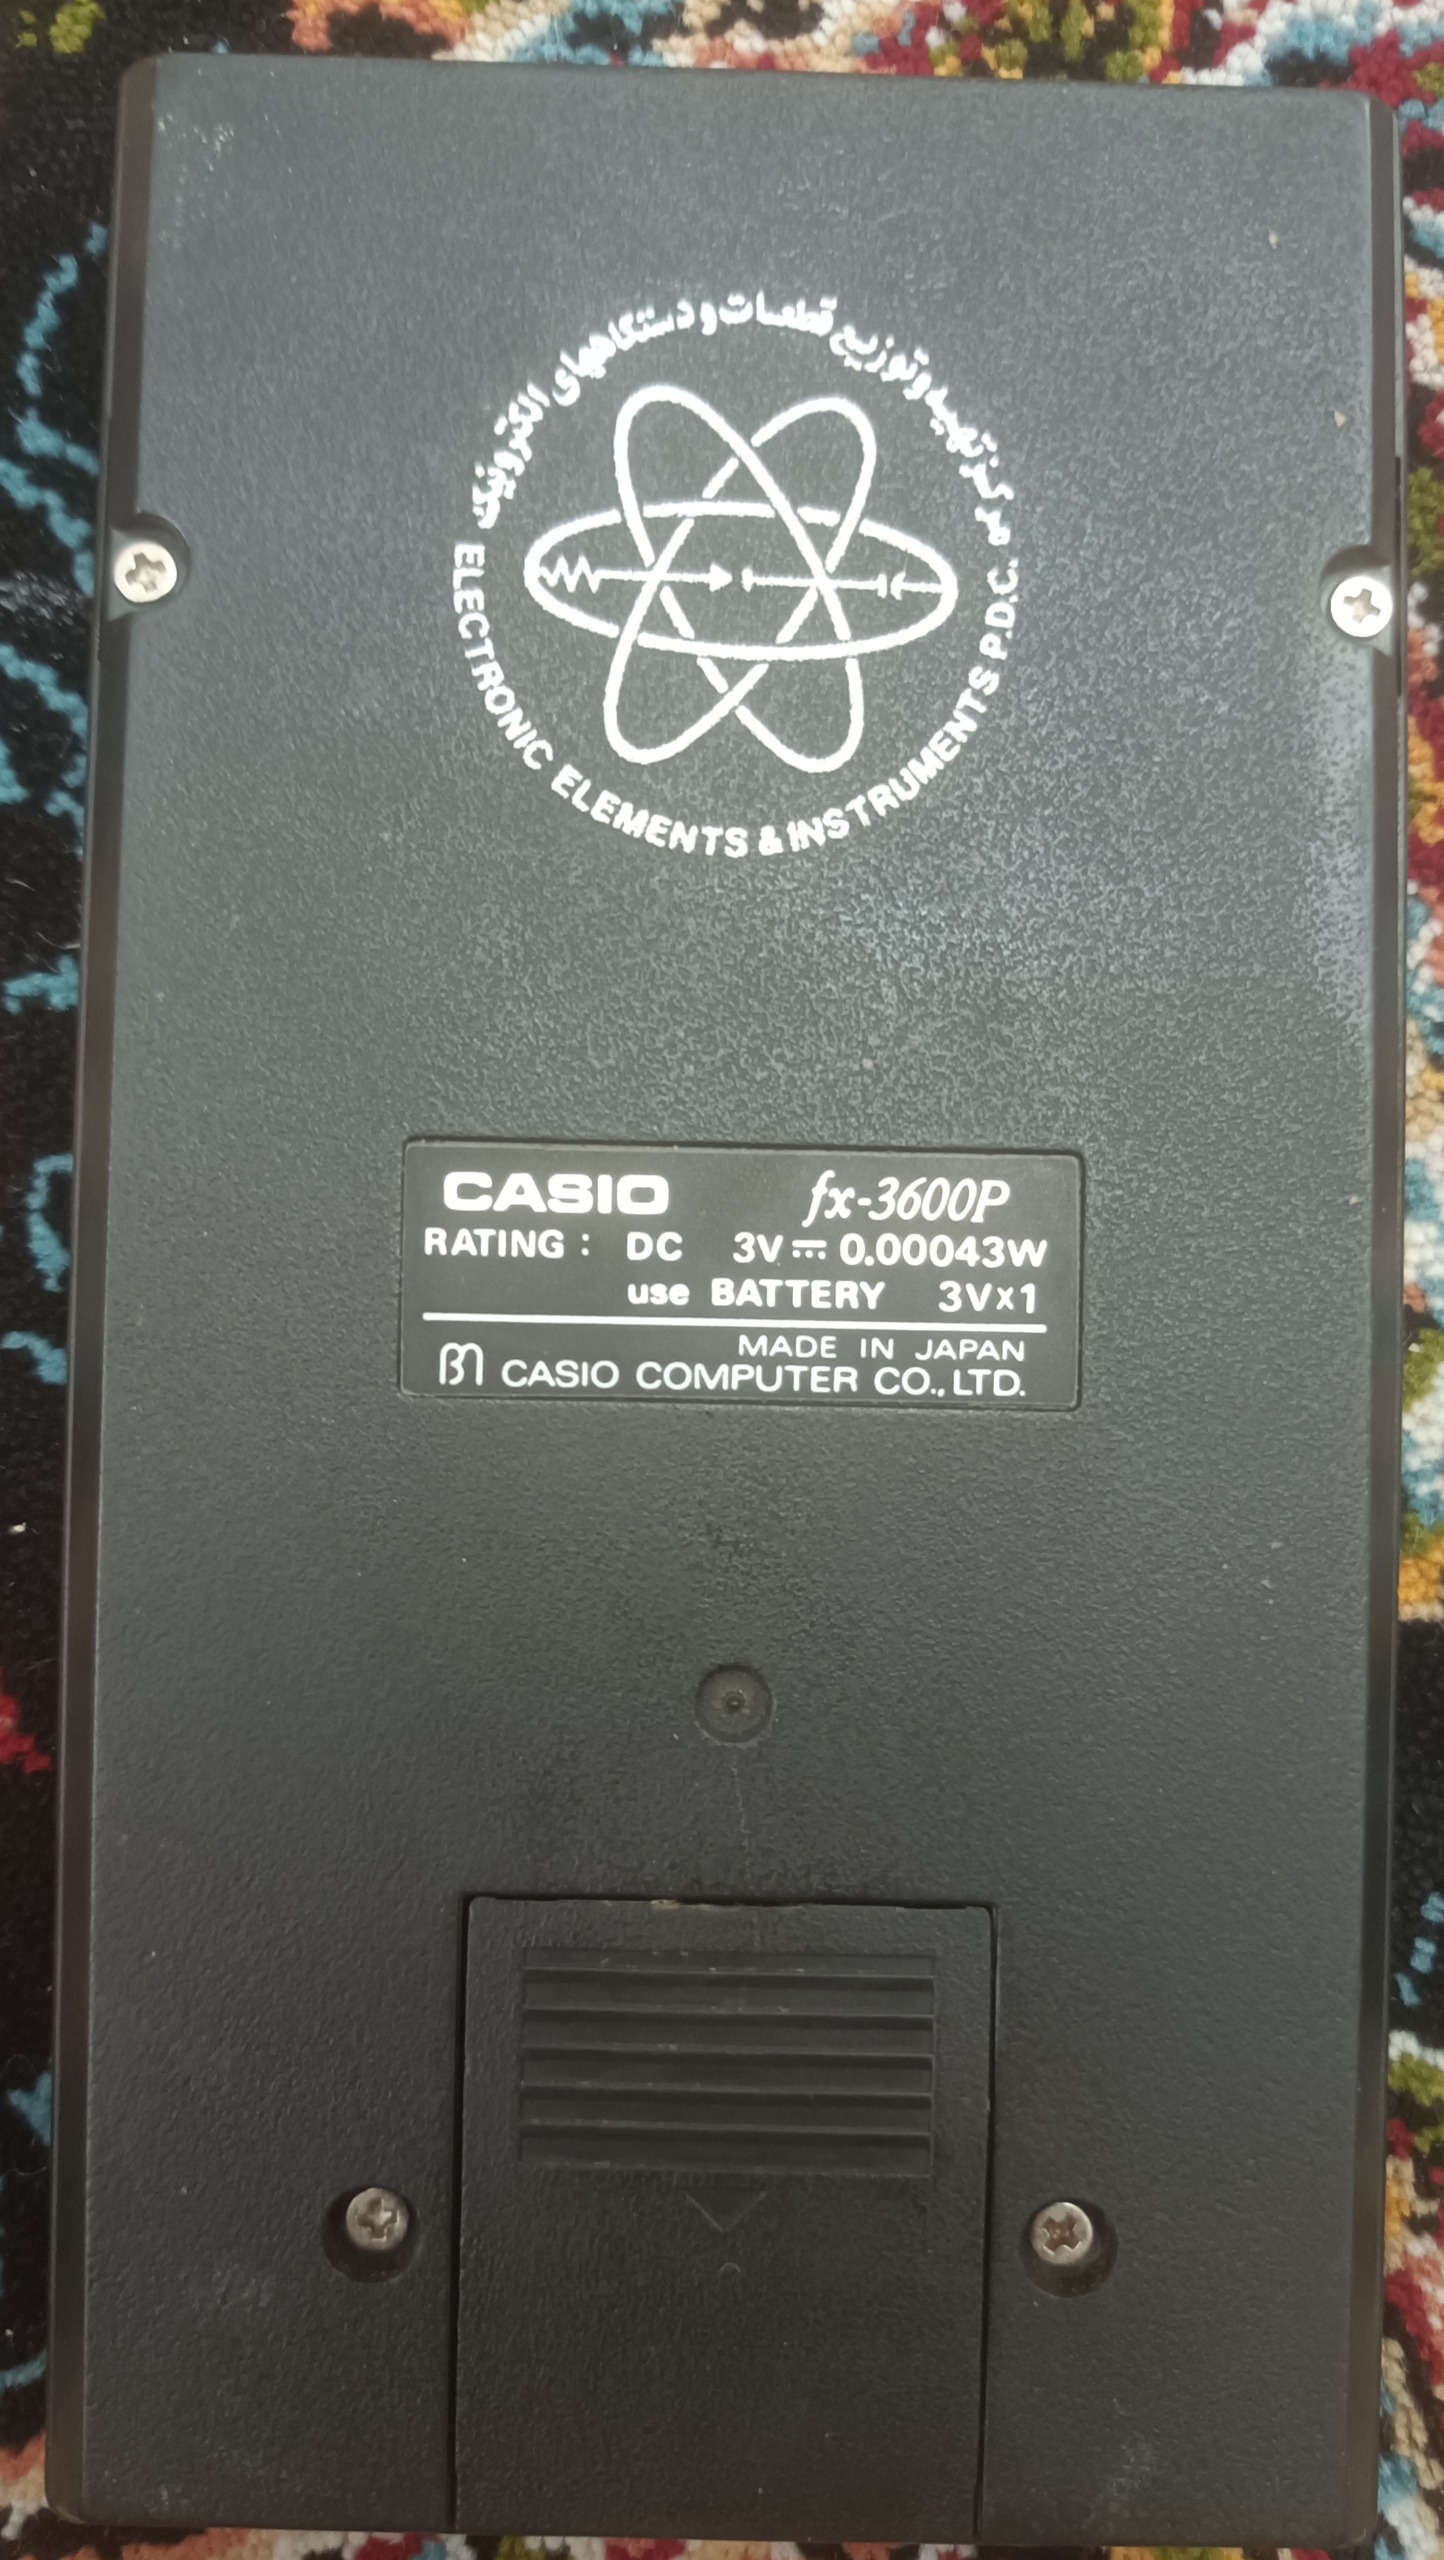 مرکز تهیه و توزیع قطعات و دستگاههای الکترونیک
ELECTRONIC ELEMENTS & INSTRUMENTS P.D.C.
CASIO fx-3600P
RATING : DC 3V⎓ 0.00043W
use BATTERY 3V×1
MADE IN JAPAN
CASIO COMPUTER CO., LTD.